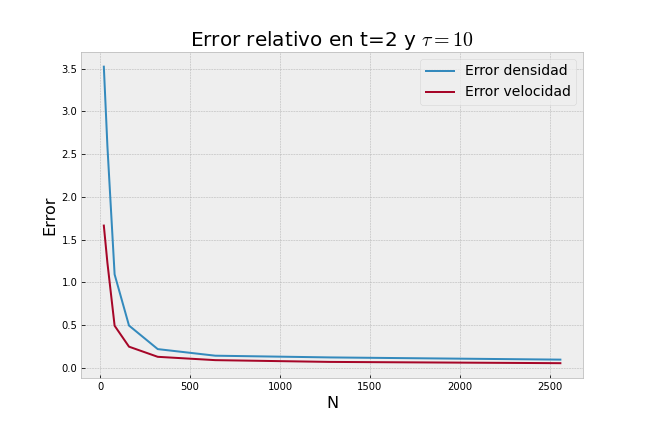 Error relativo en t=2 y τ = 10
Error densidad
Error velocidad
3.5
3.0
2.5
2.0
1.5
1.0
0.5
0.0
Error
0 500 1000 1500 2000 2500
N